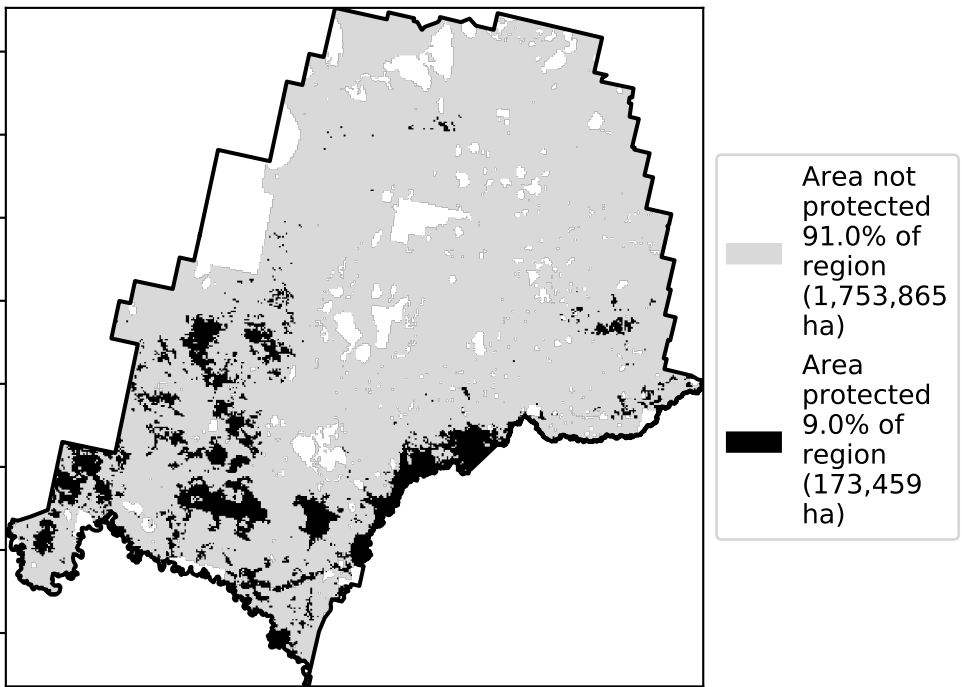 Area not
protected
91.0% of
region
(1,753,865
ha)
Area
protected
9.0% of
region
(173,459
ha)